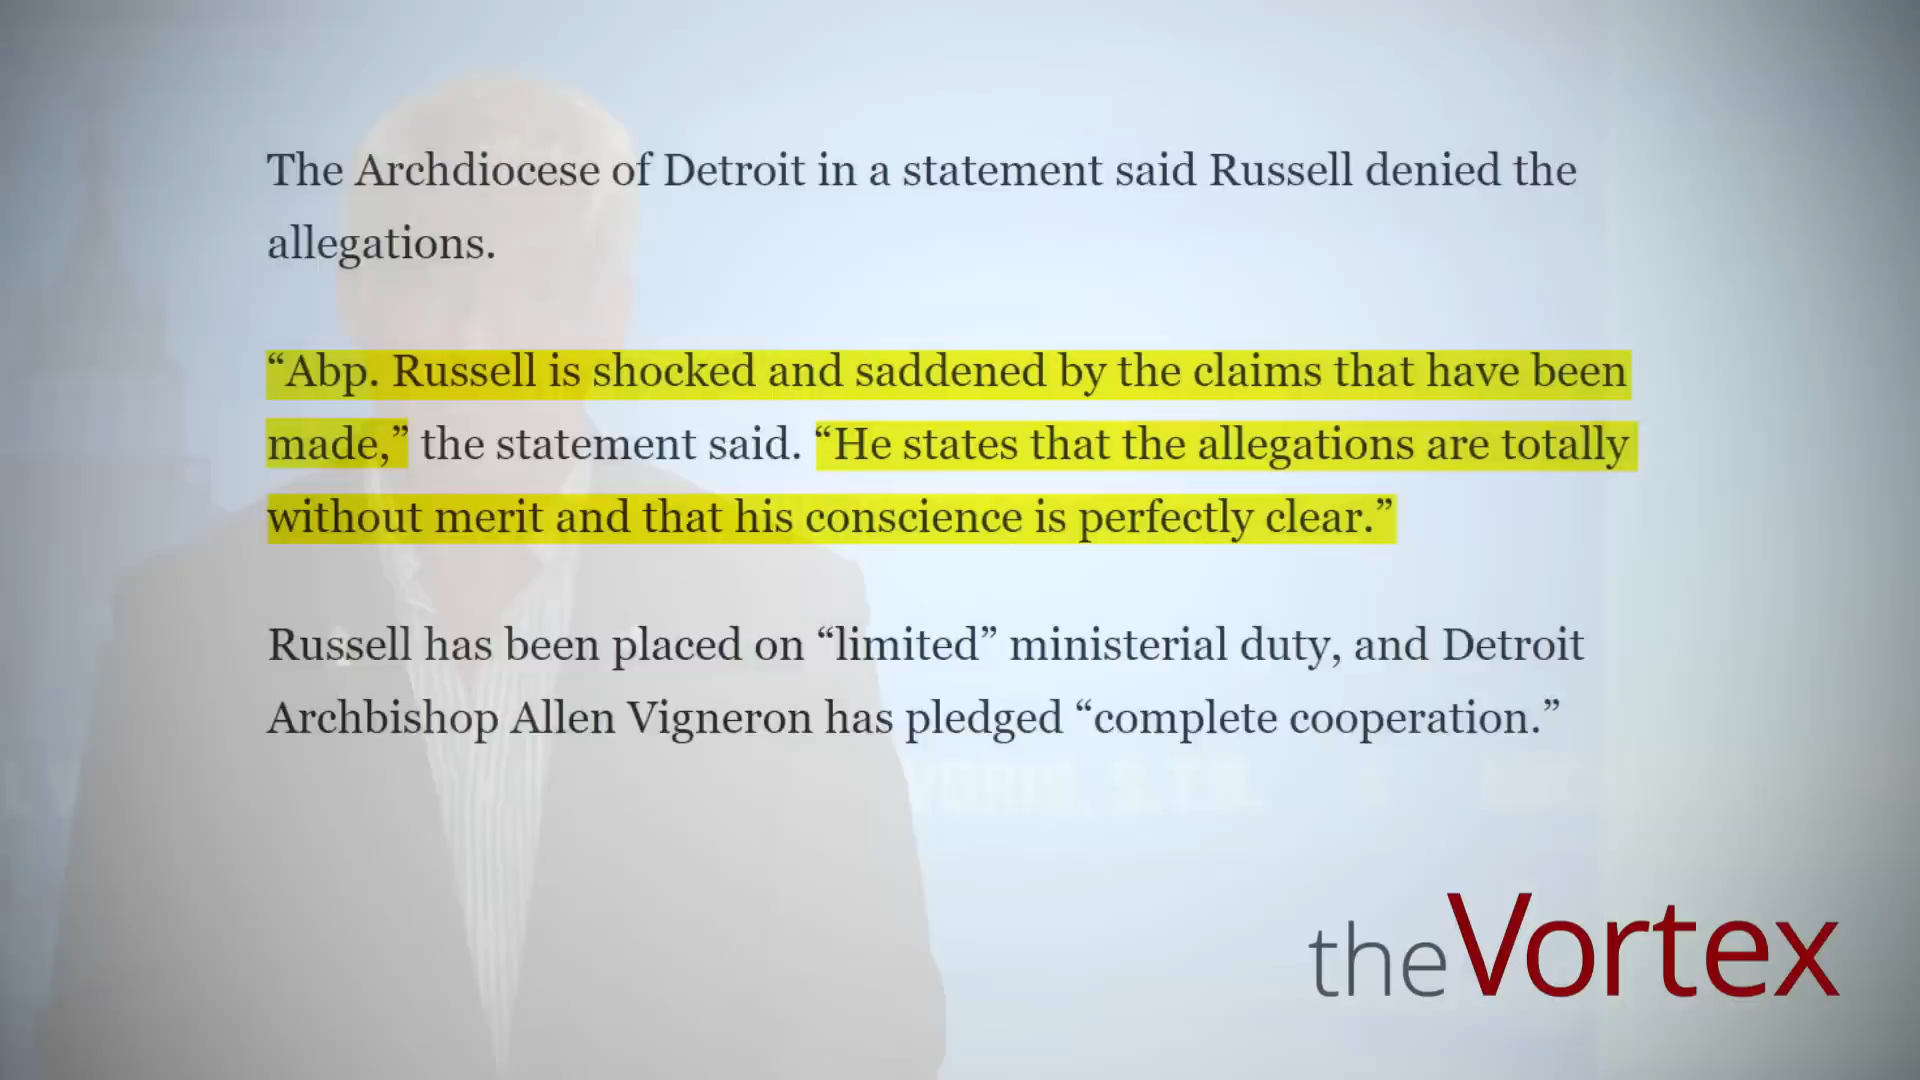 The Archdiocese of Detroit in a statement said Russell denied the
allegations.
“Abp. Russell is shocked and saddened by the claims that have been
made,” the statement said. “He states that the allegations are totally
without merit and that his conscience is perfectly clear.”
Russell has been placed on “limited” ministerial duty, and Detroit
Archbishop Allen Vigneron has pledged “complete cooperation.”
S.T.B.
theVortex